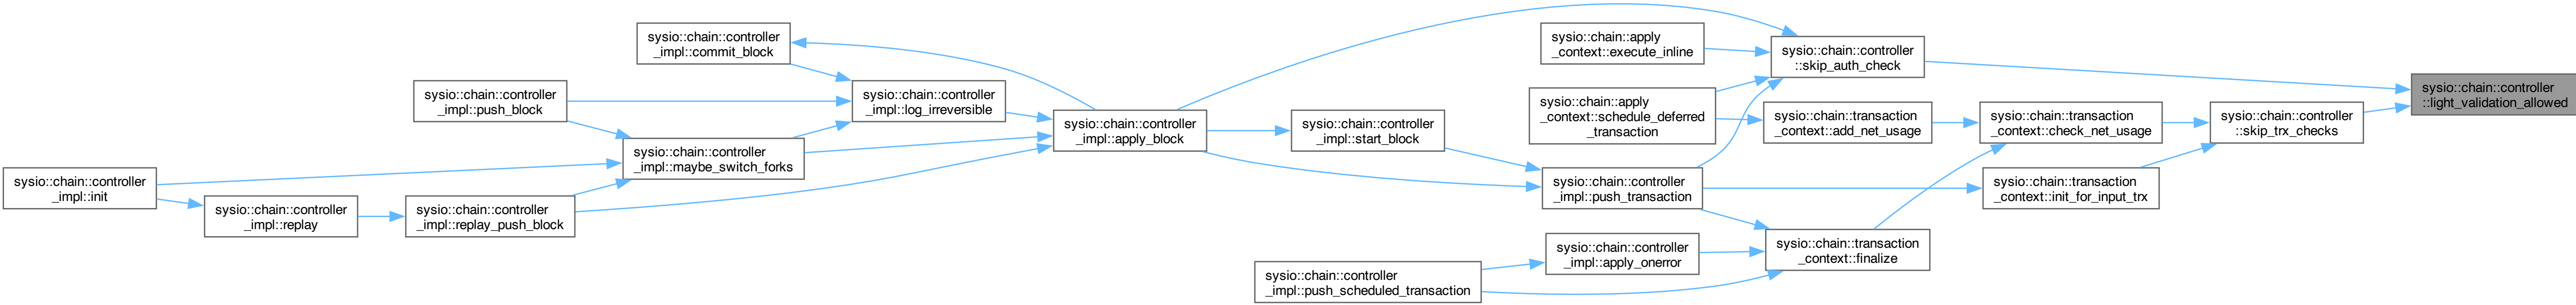 sysio::chain::controller
_impl::init
sysio::chain::controller
_impl::replay
sysio::chain::controller
_impl::push_block
sysio::chain::controller
_impl::replay_push_block
sysio::chain::controller
_impl::commit_block
sysio::chain::controller
_impl::maybe_switch_forks
sysio::chain::controller
_impl::log_irreversible
sysio::chain::controller
_impl::apply_block
sysio::chain::controller
_impl::start_block
sysio::chain::controller
_impl::push_scheduled_transaction
sysio::chain::apply
_context::execute_inline
sysio::chain::apply
_context::schedule_deferred
_transaction
sysio::chain::controller
_impl::push_transaction
sysio::chain::controller
_impl::apply_onerror
sysio::chain::controller
::skip_auth_check
sysio::chain::transaction
_context::add_net_usage
sysio::chain::transaction
_context::finalize
sysio::chain::transaction
_context::check_net_usage
sysio::chain::transaction
_context::init_for_input_trx
sysio::chain::controller
::skip_trx_checks
sysio::chain::controller
::light_validation_allowed